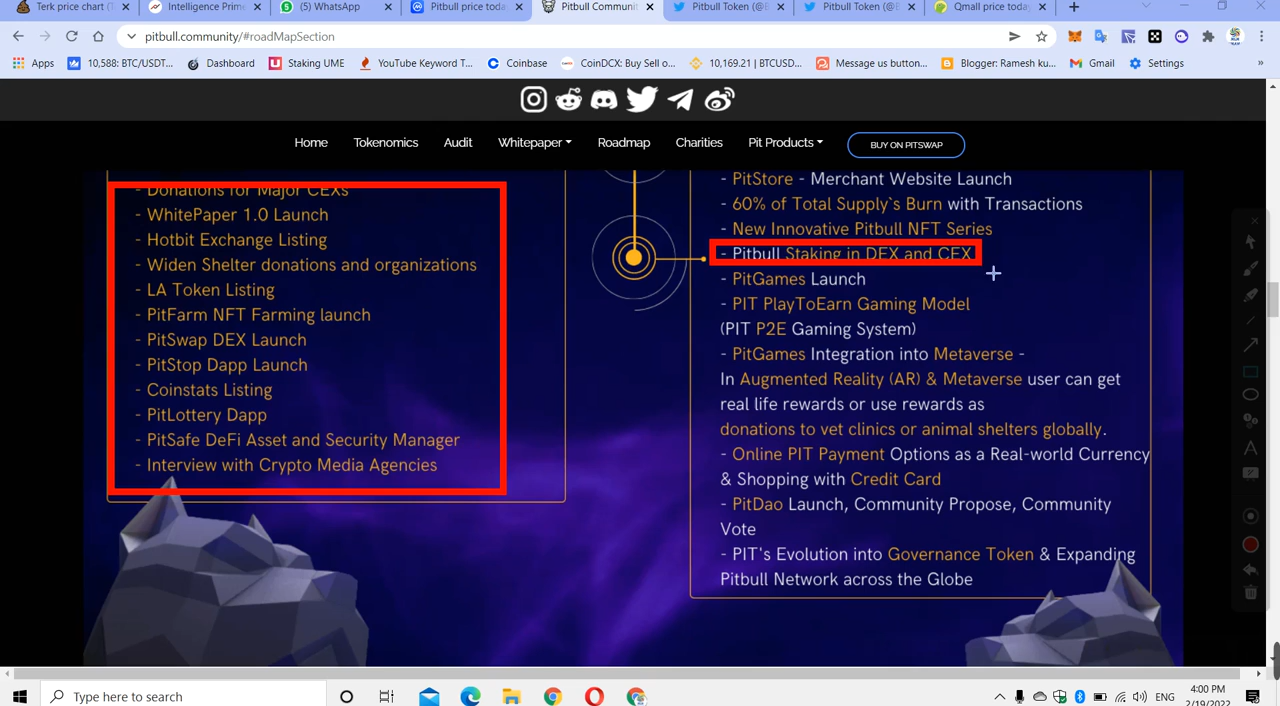 Terk price chart (T
Intelligence Prime
(5) WhatsApp
Pitbull price toda
Pitbull Commun
Pitbull Token (@B
Pitbull Token (@B
Qmall price today
pitbull.community/#roadMapSection
Apps
10,588: BTC/USDT...
Dashboard
Staking UME
YouTube Keyword T...
Coinbase
CoinDCX: Buy Sell o...
10,169.21 | BTCUSD...
Message us button...
Blogger: Ramesh ku...
Gmail
Settings
»
Home
Tokenomics
Audit
Whitepaper
Roadmap
Charities
Pit Products
BUY ON PITSWAP
- Donations for Major CEXs
- WhitePaper 1.0 Launch
- Hotbit Exchange Listing
- Widen Shelter donations and organizations
- LA Token Listing
- PitFarm NFT Farming launch
- PitSwap DEX Launch
- PitStop Dapp Launch
- Coinstats Listing
- PitLottery Dapp
- PitSafe DeFi Asset and Security Manager
- Interview with Crypto Media Agencies
- PitStore - Merchant Website Launch
- 60% of Total Supply`s Burn with Transactions
- New Innovative Pitbull NFT Series
- Pitbull Staking in DEX and CEX
- PitGames Launch
- PIT PlayToEarn Gaming Model
(PIT P2E Gaming System)
- PitGames Integration into Metaverse -
In Augmented Reality (AR) & Metaverse user can get
real life rewards or use rewards as
donations to vet clinics or animal shelters globally.
- Online PIT Payment Options as a Real-world Currency
& Shopping with Credit Card
- PitDao Launch, Community Propose, Community
Vote
- PIT's Evolution into Governance Token & Expanding
Pitbull Network across the Globe
Type here to search
ENG
4:00 PM
2/19/2022